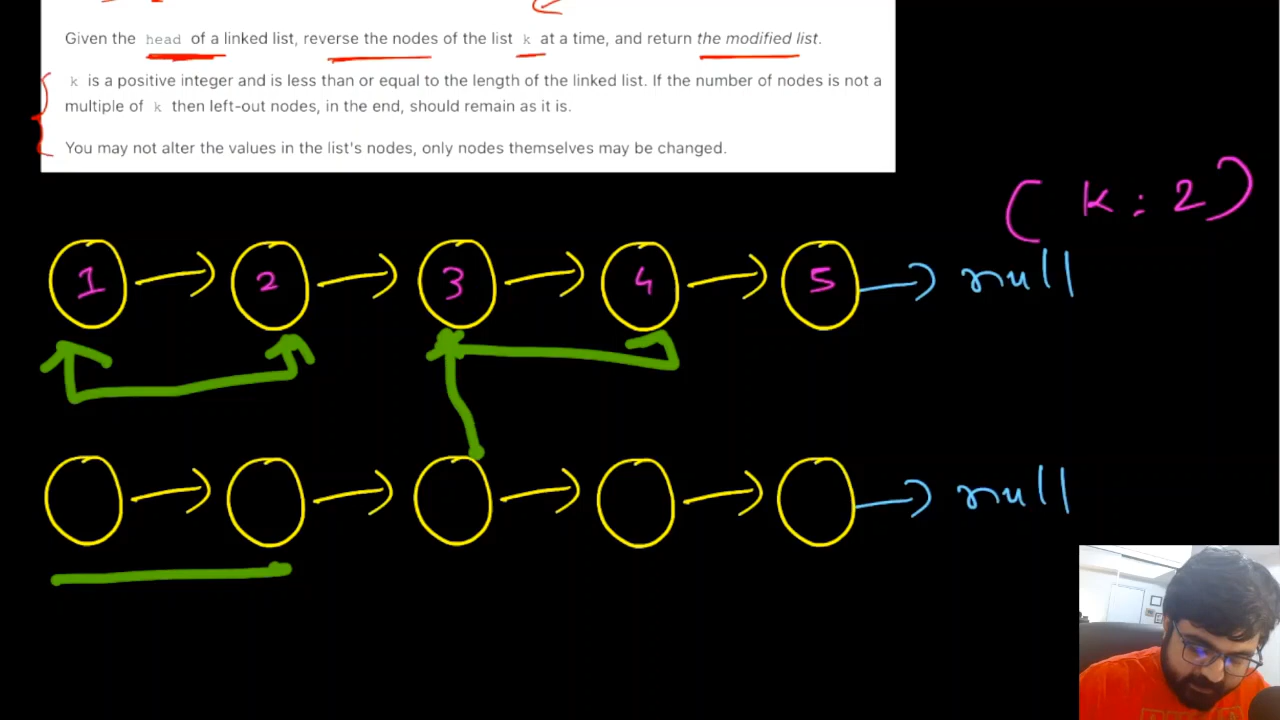 Given the head of a linked list, reverse the nodes of the list k at a time, and return the modified list.
k is a positive integer and is less than or equal to the length of the linked list. If the number of nodes is not a
multiple of k then left-out nodes, in the end, should remain as it is.
You may not alter the values in the list's nodes, only nodes themselves may be changed.
(k : 2)
1 → 2 → 3 → 4 → 5 → null
→ → → → → null